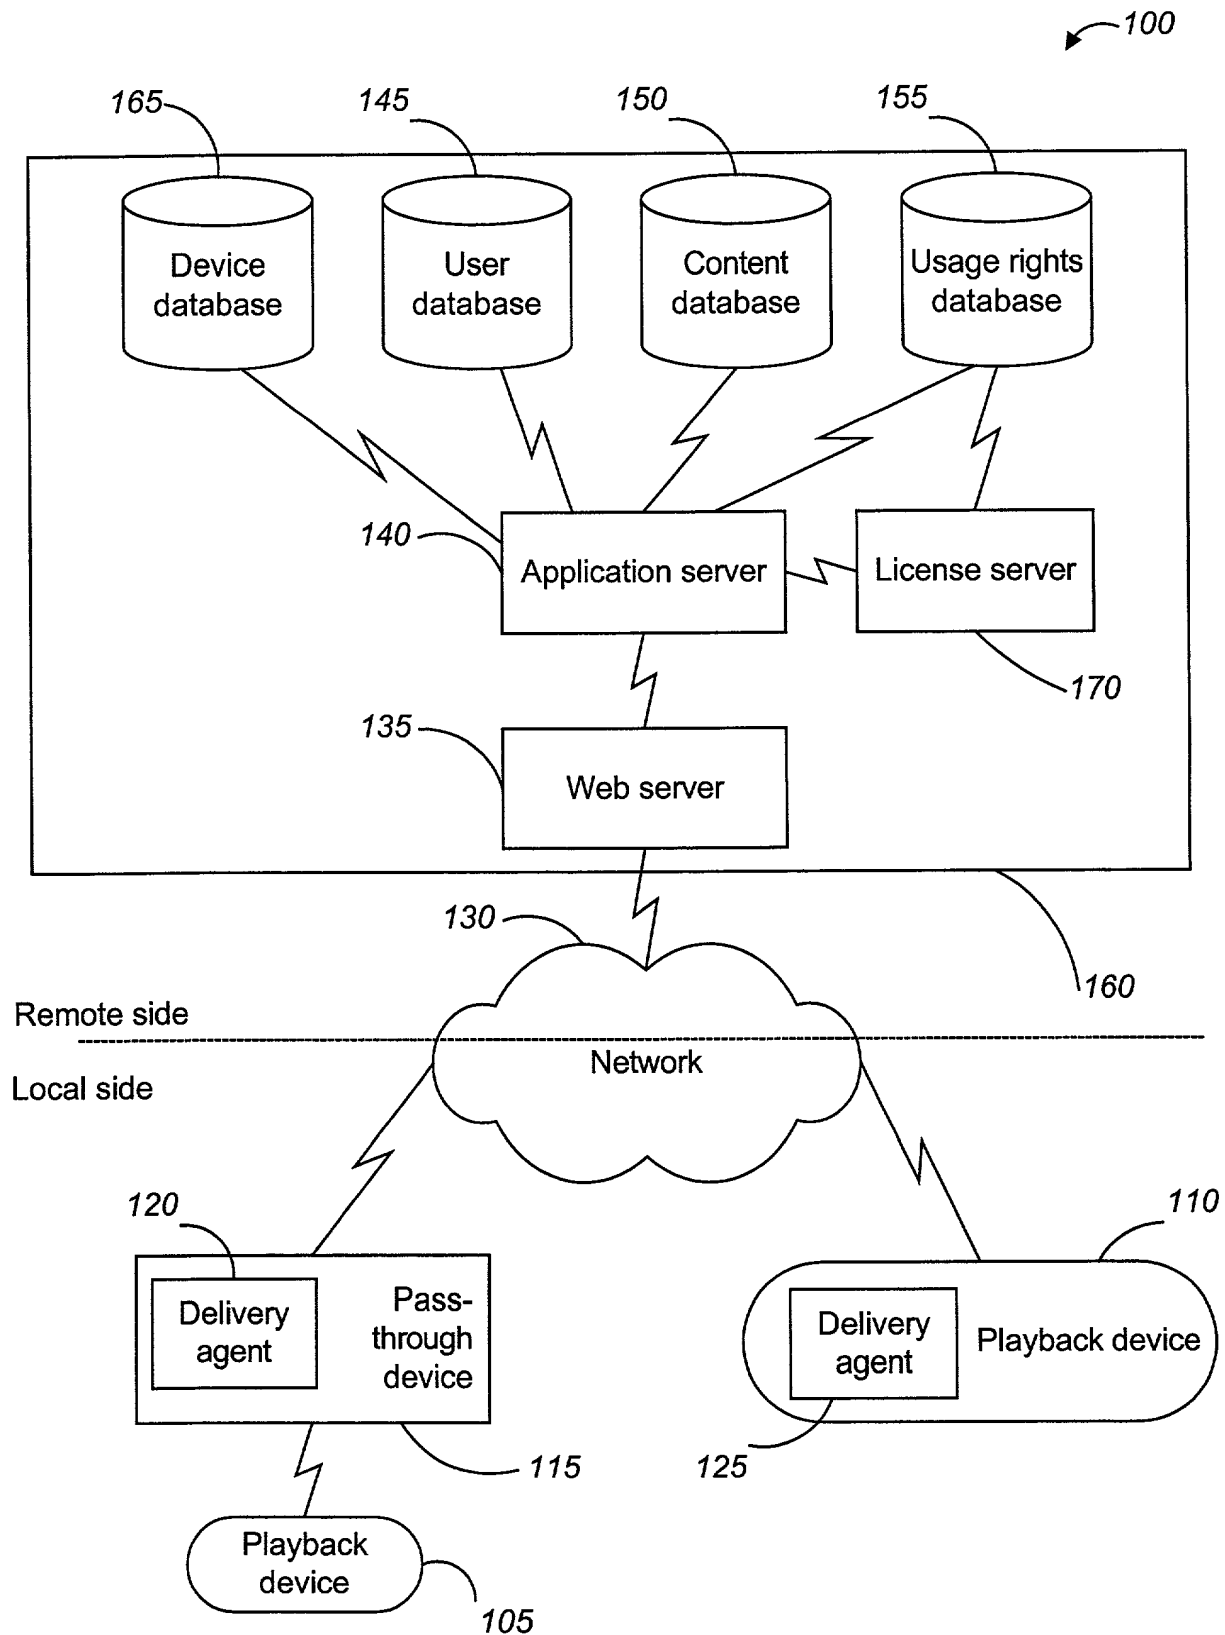 100
165
145
150
155
Device
database
User
database
Content
database
Usage rights
database
140
Application server
License server
170
135
Web server
130
160
Remote side
Network
Local side
120
110
Delivery
agent
Pass-
through
device
Delivery
agent
Playback device
115
125
Playback
device
105